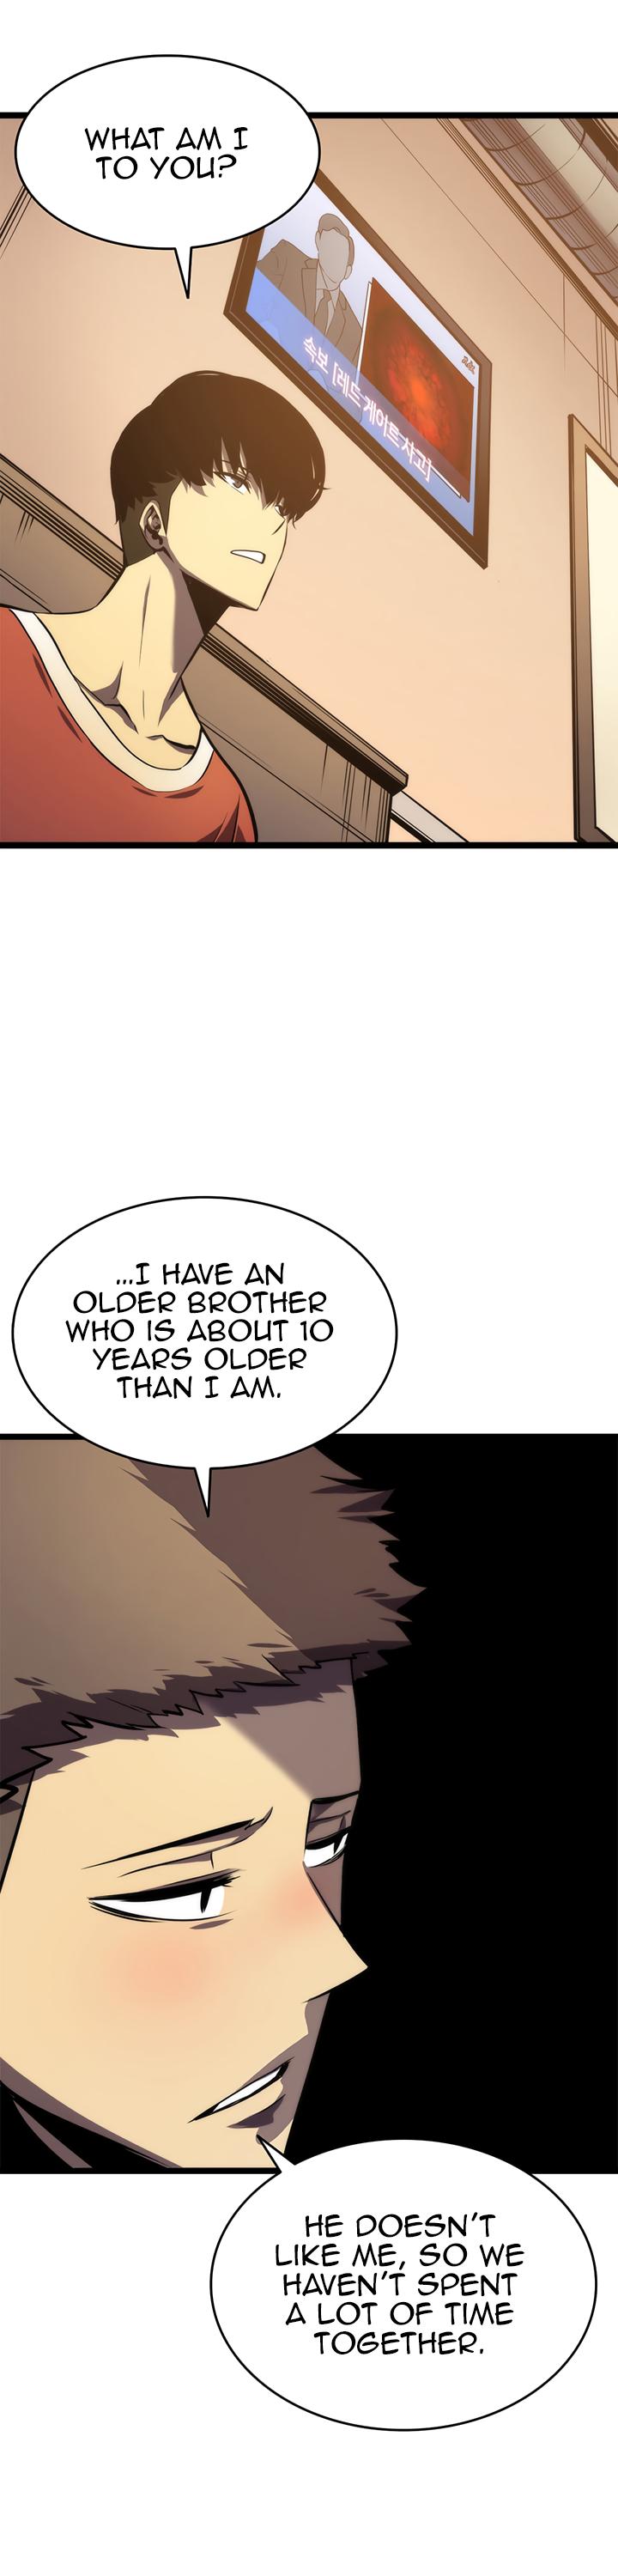 WHAT AM I
TO YOU?
속보 [레드 게이트 사고]
...I HAVE AN
OLDER BROTHER
WHO IS ABOUT 10
YEARS OLDER
THAN I AM.
HE DOESN'T
LIKE ME, SO WE
HAVEN'T SPENT
A LOT OF TIME
TOGETHER.